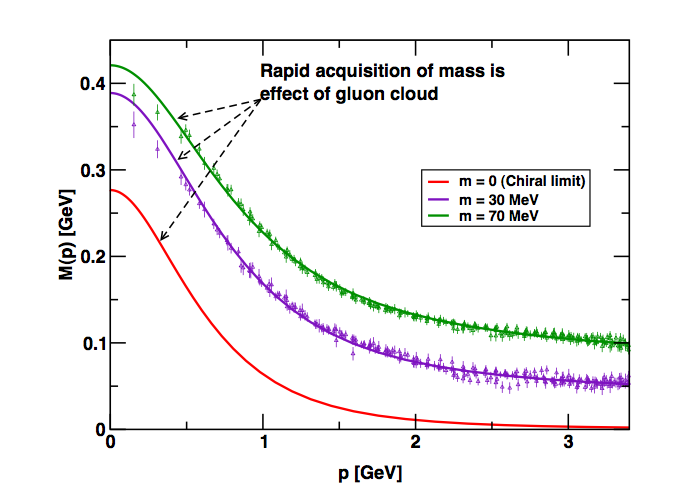 Rapid acquisition of mass is
effect of gluon cloud
M(p) [GeV]
0.4
0.3
0.2
0.1
0
m = 0 (Chiral limit)
m = 30 MeV
m = 70 MeV
0 1 2 3
p [GeV]